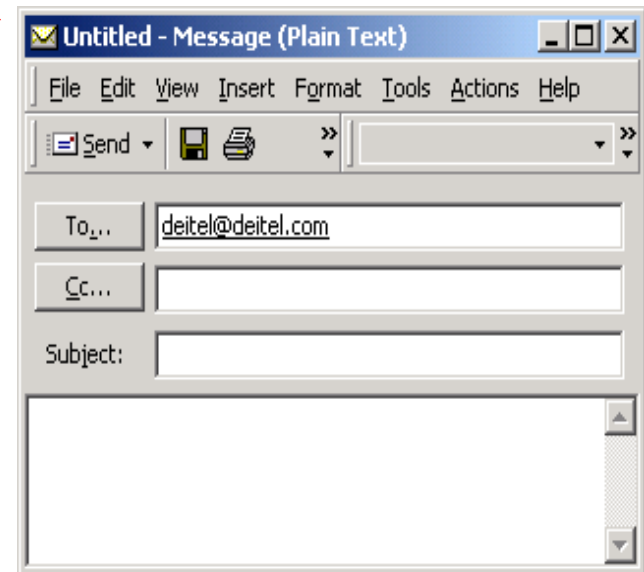 Untitled - Message (Plain Text)
File Edit View Insert Format Tools Actions Help
Send
To... deitel@deitel.com
Cc...
Subject: